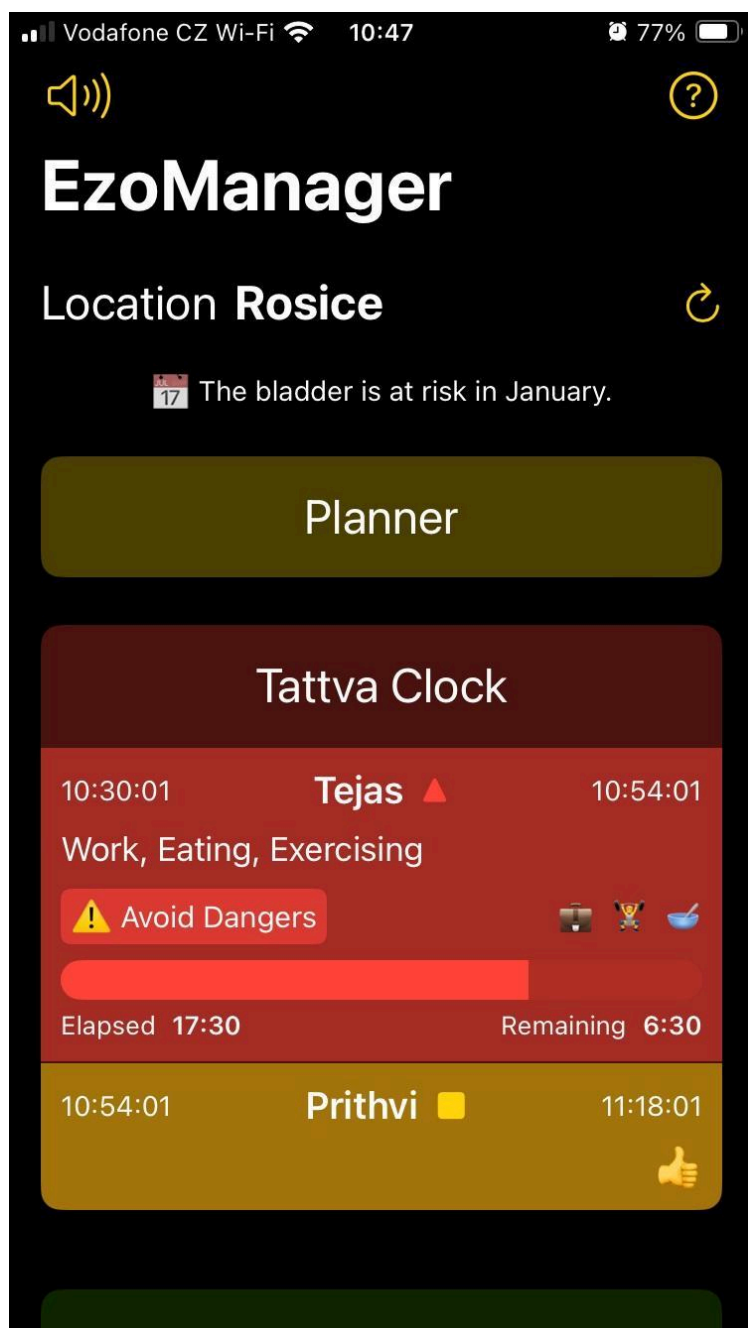 Vodafone CZ Wi-Fi 10:47 77%
?
EzoManager
Location Rosice
JUL 17 The bladder is at risk in January.
Planner
Tattva Clock
10:30:01 Tejas 10:54:01
Work, Eating, Exercising
Avoid Dangers
Elapsed 17:30 Remaining 6:30
10:54:01 Prithvi 11:18:01